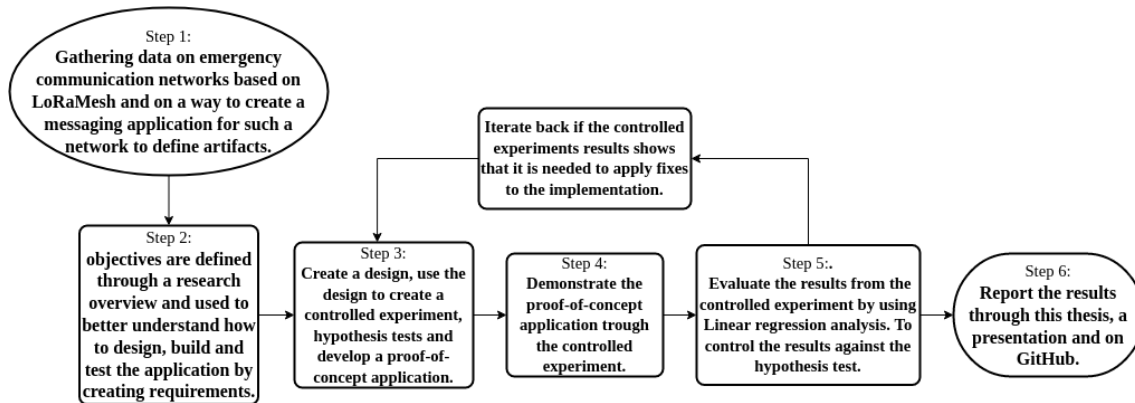 Step 1:
Gathering data on emergency
communication networks based on
LoRaMesh and on a way to create a
messaging application for such a
network to define artifacts.
Iterate back if the controlled
experiments results shows
that it is needed to apply fixes
to the implementation.
Step 2:
objectives are defined
through a research
overview and used to
better understand how
to design, build and
test the application by
creating requirements.
Step 3:
Create a design, use the
design to create a
controlled experiment,
hypothesis tests and
develop a proof-of-
concept application.
Step 4:
Demonstrate the
proof-of-concept
application trough
the controlled
experiment.
Step 5:.
Evaluate the results from the
controlled experiment by using
Linear regression analysis. To
control the results against the
hypothesis test.
Step 6:
Report the results
through this thesis, a
presentation and on
GitHub.